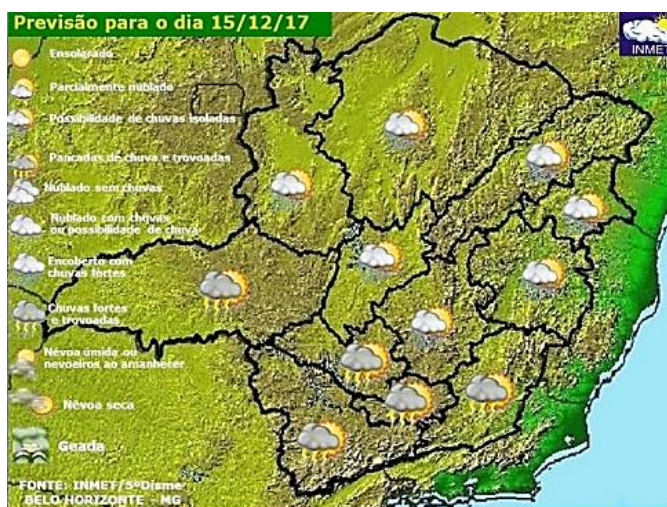 Previsão para o dia 15/12/17
INMET
Ensolarado
Parcialmente nublado
Possibilidade de chuvas isoladas
Pancadas de chuva e trovoadas
Nublado sem chuvas
Nublado com chuvas
ou possibilidade de chuva
Encoberto com
chuvas fortes
Chuvas fortes
e trovoadas
Névoa úmida ou
nevoeiros ao amanhecer
Névoa seca
Geada
FONTE: INMET/5ºDisme
BELO HORIZONTE - MG